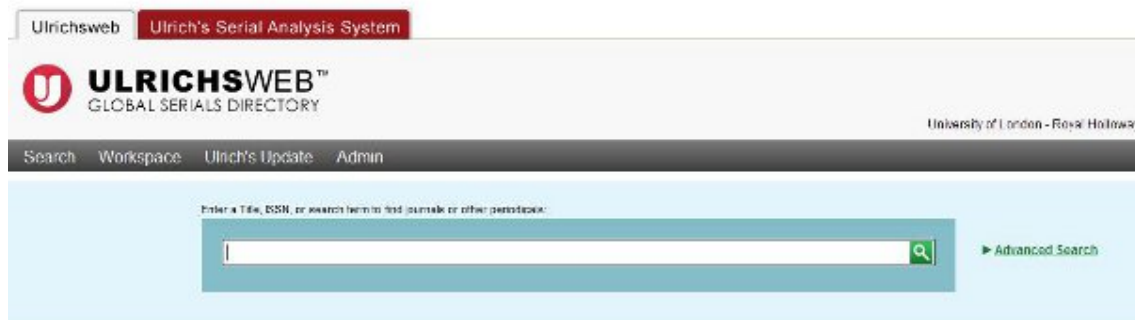 Ulrichsweb Ulrich's Serial Analysis System
ULRICHSWEB™
GLOBAL SERIALS DIRECTORY
University of London - Royal Holloway
Search Workspace Ulrich's Update Admin
Enter a Title, ISSN, or search term to find journals or other periodicals:
Advanced Search